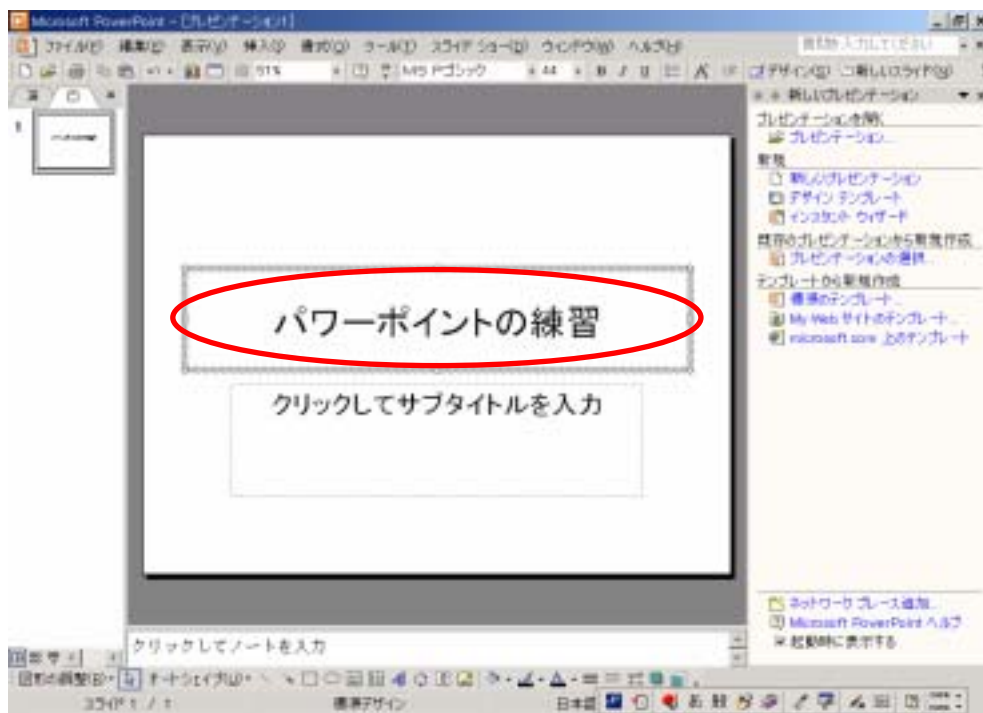 Microsoft PowerPoint - [プレゼンテーション1]
ファイル(F) 編集(E) 表示(V) 挿入(I) 書式(O) ツール(T) スライド ショー(D) ウィンドウ(W) ヘルプ(H)
51% MS Pゴシック 44 B I U デザイン(S) 新しいスライド(N)
新しいプレゼンテーション
プレゼンテーションを開く
プレゼンテーション...
新規
新しいプレゼンテーション
デザイン テンプレート
インスタント ウィザード
既存のプレゼンテーションから新規作成
プレゼンテーションの選択...
テンプレートから新規作成
標準のテンプレート...
My Web サイトのテンプレート...
microsoft.com 上のテンプレート
1
パワーポイントの練習
クリックしてサブタイトルを入力
ネットワーク プレース追加...
Microsoft PowerPoint ヘルプ
起動時に表示する
クリックしてノートを入力
図形の調整(R) オートシェイプ(U)
スライド 1 / 1 標準デザイン 日本語